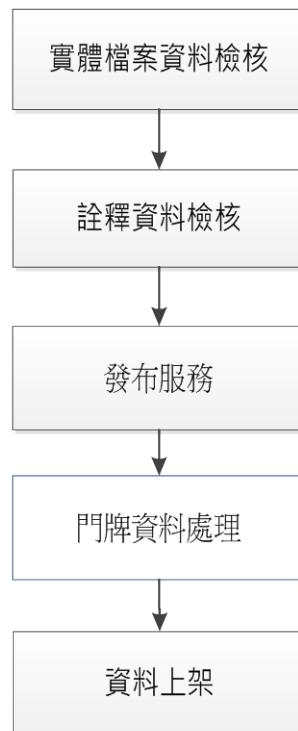 實體檔案資料檢核
詮釋資料檢核
發布服務
門牌資料處理
資料上架